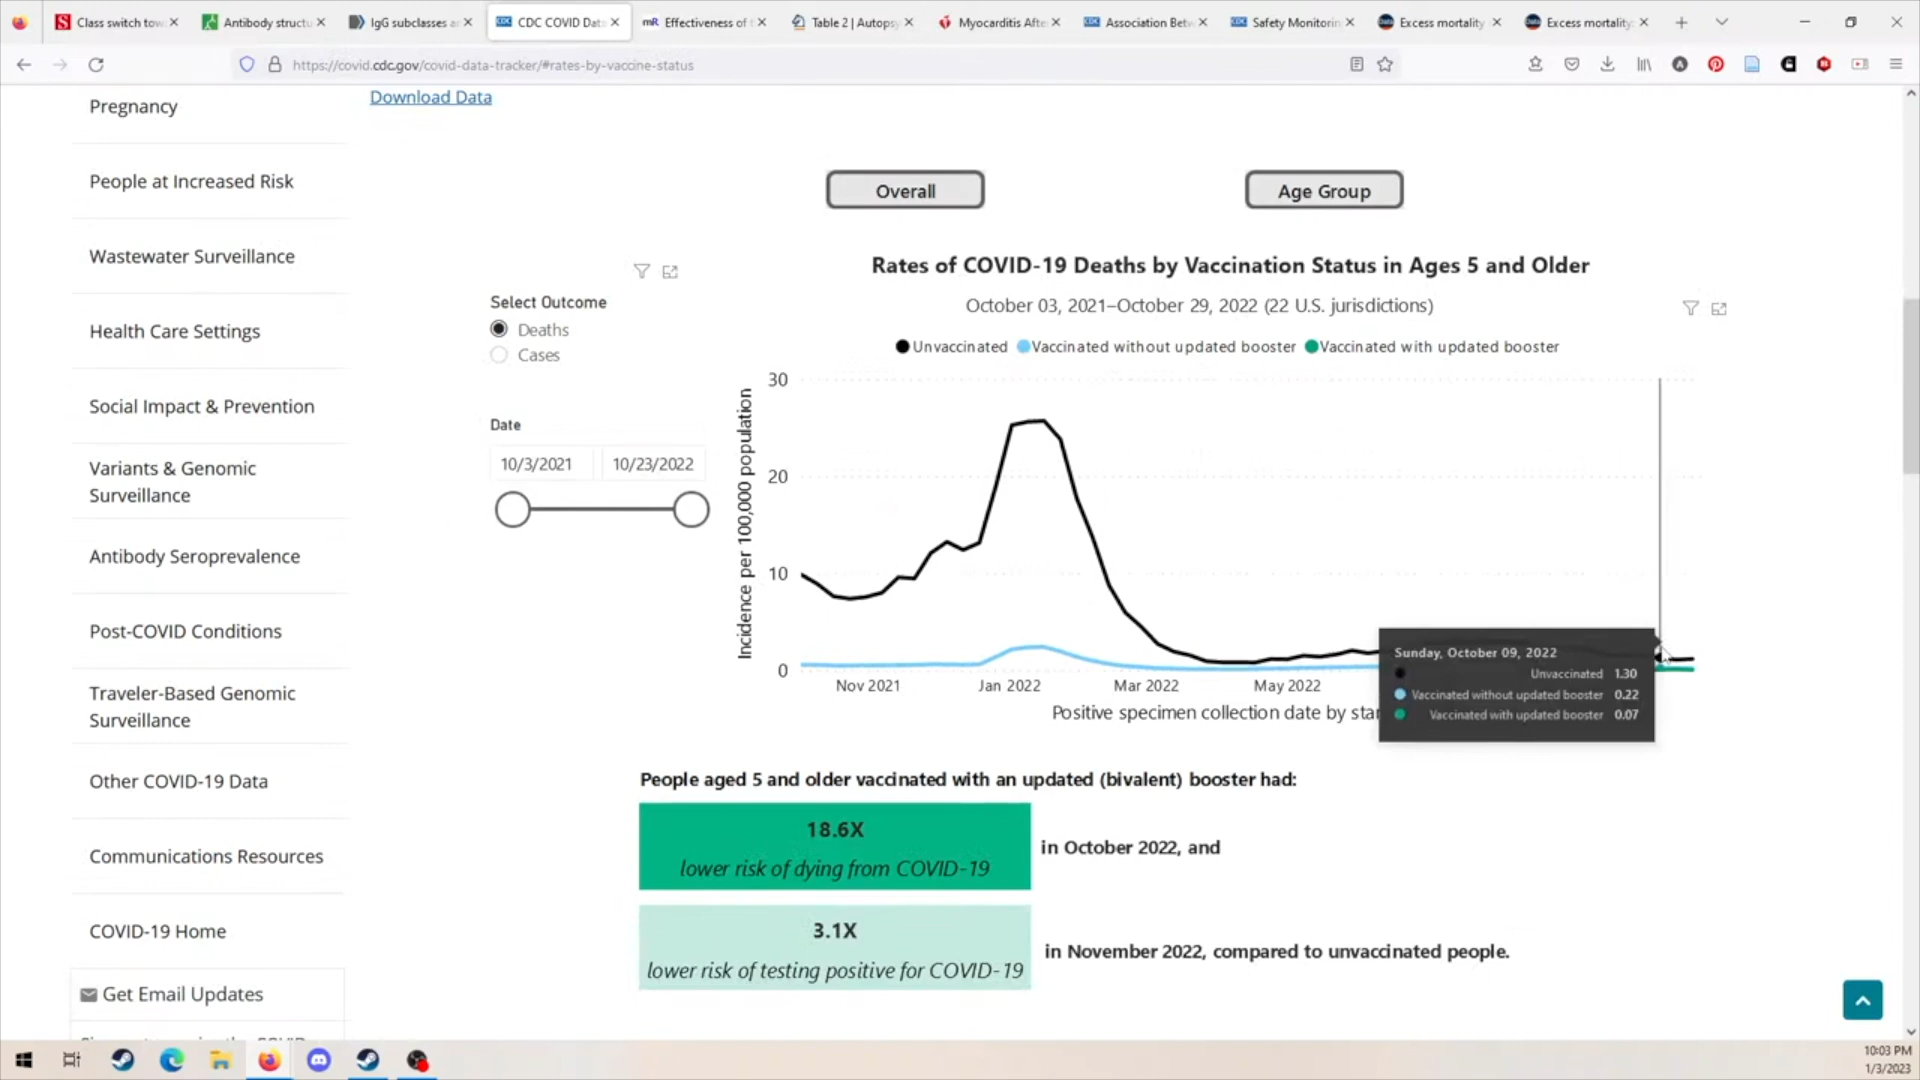 Class switch tow
Antibody structu
IgG subclasses a
CDC COVID Data
Effectiveness of
Table 2 | Autopsy
Myocarditis Afte
Association Bet
Safety Monitorin
Excess mortality
Excess mortality
https://covid.cdc.gov/covid-data-tracker/#rates-by-vaccine-status
Pregnancy
People at Increased Risk
Wastewater Surveillance
Health Care Settings
Social Impact & Prevention
Variants & Genomic
Surveillance
Antibody Seroprevalence
Post-COVID Conditions
Traveler-Based Genomic
Surveillance
Other COVID-19 Data
Communications Resources
COVID-19 Home
Get Email Updates
Download Data
Overall
Age Group
Select Outcome
Deaths
Cases
Date
10/3/2021
10/23/2022
Rates of COVID-19 Deaths by Vaccination Status in Ages 5 and Older
October 03, 2021–October 29, 2022 (22 U.S. jurisdictions)
Unvaccinated
Vaccinated without updated booster
Vaccinated with updated booster
Incidence per 100,000 population
30
20
10
0
Nov 2021
Jan 2022
Mar 2022
May 2022
Positive specimen collection date by star
Sunday, October 09, 2022
Unvaccinated 1.30
Vaccinated without updated booster 0.22
Vaccinated with updated booster 0.07
People aged 5 and older vaccinated with an updated (bivalent) booster had:
18.6X
lower risk of dying from COVID-19
in October 2022, and
3.1X
lower risk of testing positive for COVID-19
in November 2022, compared to unvaccinated people.
10:03 PM
1/3/2023